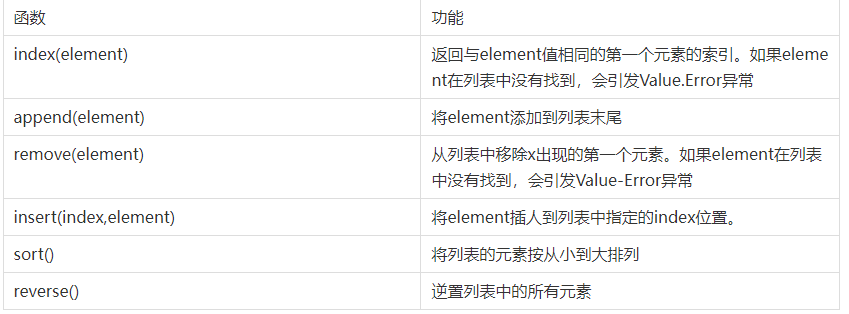 函数
功能
index(element)
返回与element值相同的第一个元素的索引。如果eleme
nt在列表中没有找到，会引发Value.Error异常
append(element)
将element添加到列表末尾
remove(element)
从列表中移除x出现的第一个元素。如果element在列表
中没有找到，会引发Value-Error异常
insert(index,element)
将element插人到列表中指定的index位置。
sort()
将列表的元素按从小到大排列
reverse()
逆置列表中的所有元素